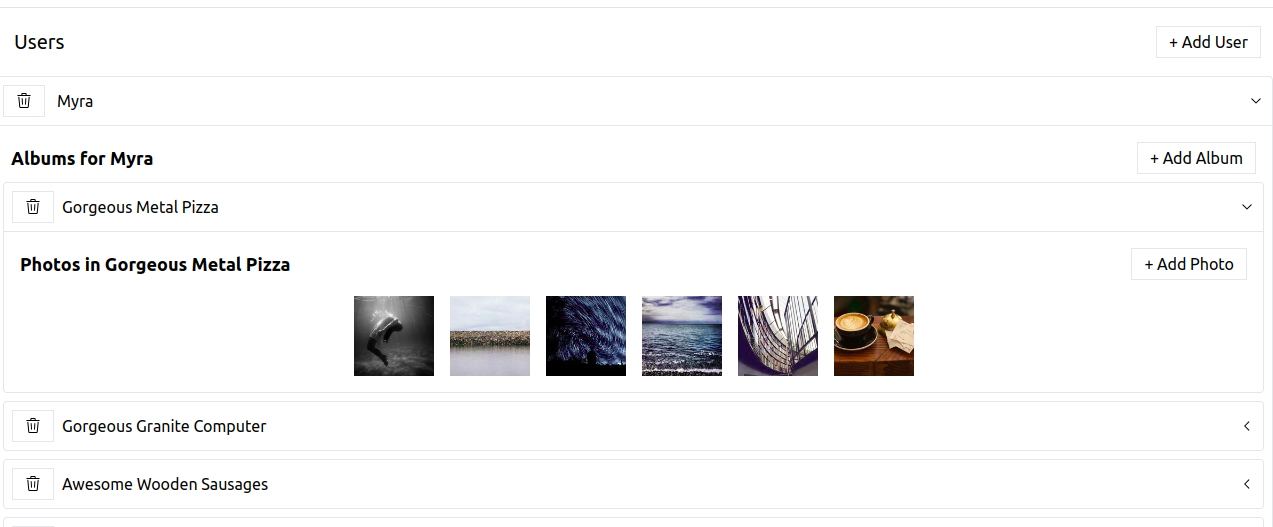 Users
+ Add User
Myra
Albums for Myra
+ Add Album
Gorgeous Metal Pizza
Photos in Gorgeous Metal Pizza
+ Add Photo
Gorgeous Granite Computer
Awesome Wooden Sausages